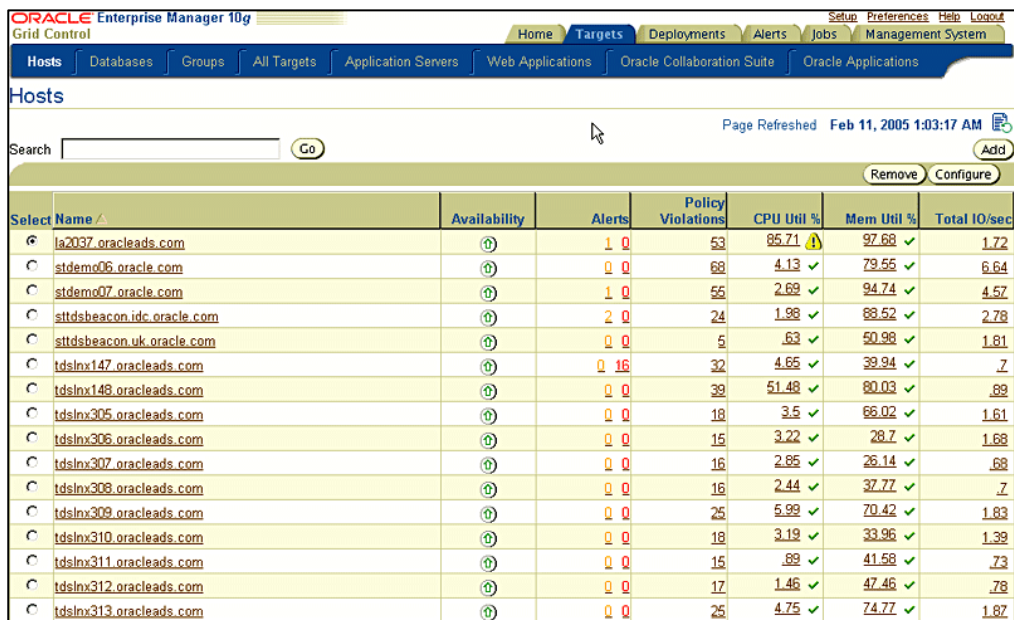 ORACLE Enterprise Manager 10g
Setup Preferences Help Logout
Grid Control
Home Targets Deployments Alerts Jobs Management System
Hosts Databases Groups All Targets Application Servers Web Applications Oracle Collaboration Suite Oracle Applications
Hosts
Page Refreshed Feb 11, 2005 1:03:17 AM
Search Go
Add
Remove Configure
Select Name Availability Alerts Policy Violations CPU Util % Mem Util % Total IO/sec
la2037.oracleads.com 1 0 53 85.71 97.68 1.72
stdemo06.oracle.com 0 0 68 4.13 79.55 6.64
stdemo07.oracle.com 1 0 55 2.69 94.74 4.57
sttdsbeacon.idc.oracle.com 2 0 24 1.98 88.52 2.78
sttdsbeacon.uk.oracle.com 0 0 5 .63 50.98 1.81
tdslnx147.oracleads.com 0 16 32 4.65 39.94 .7
tdslnx148.oracleads.com 0 0 39 51.48 80.03 .89
tdslnx305.oracleads.com 0 0 18 3.5 66.02 1.61
tdslnx306.oracleads.com 0 0 15 3.22 28.7 1.68
tdslnx307.oracleads.com 0 0 16 2.85 26.14 .68
tdslnx308.oracleads.com 0 0 16 2.44 37.77 .7
tdslnx309.oracleads.com 0 0 25 5.99 70.42 1.83
tdslnx310.oracleads.com 0 0 18 3.19 33.96 1.39
tdslnx311.oracleads.com 0 0 15 .89 41.58 .73
tdslnx312.oracleads.com 0 0 17 1.46 47.46 .78
tdslnx313.oracleads.com 0 0 25 4.75 74.77 1.87